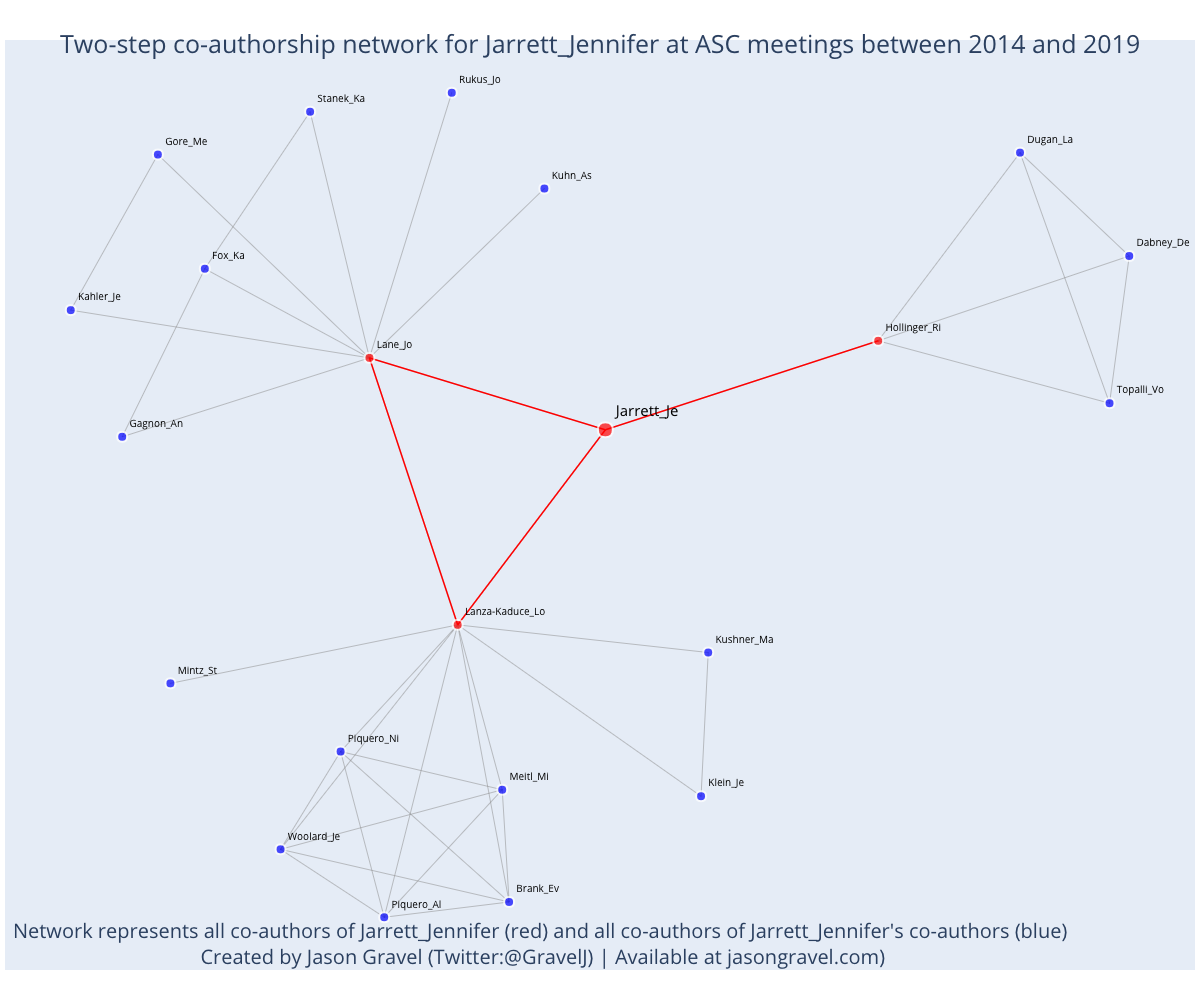 Two-step co-authorship network for Jarrett_Jennifer at ASC meetings between 2014 and 2019
Rukus_Jo
Stanek_Ka
Gore_Me
Dugan_La
Kuhn_As
Dabney_De
Fox_Ka
Kahler_Je
Hollinger_Ri
Lane_Jo
Topalli_Vo
Jarrett_Je
Gagnon_An
Lanza-Kaduce_Lo
Kushner_Ma
Mintz_St
PIquero_Ni
Meitl_Mi
Klein_Je
Woolard_Je
Brank_Ev
PIquero_Al
Network represents all co-authors of Jarrett_Jennifer (red) and all co-authors of Jarrett_Jennifer's co-authors (blue)
Created by Jason Gravel (Twitter:@GravelJ) | Available at jasongravel.com)